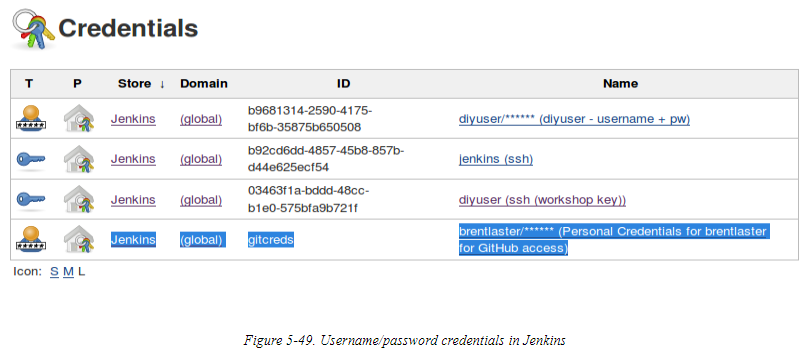 Credentials
T P Store ↓ Domain ID Name
b9681314-2590-4175-
Jenkins (global) diyuser/****** (diyuser - username + pw)
bf6b-35875b650508
b92cd6dd-4857-45b8-857b-
Jenkins (global) jenkins (ssh)
d44e625ecf54
03463f1a-bddd-48cc-
Jenkins (global) diyuser (ssh (workshop key))
b1e0-575bfa9b721f
brentlaster/****** (Personal Credentials for brentlaster
Jenkins (global) gitcreds
for GitHub access)
Icon: S M L
Figure 5-49. Username/password credentials in Jenkins